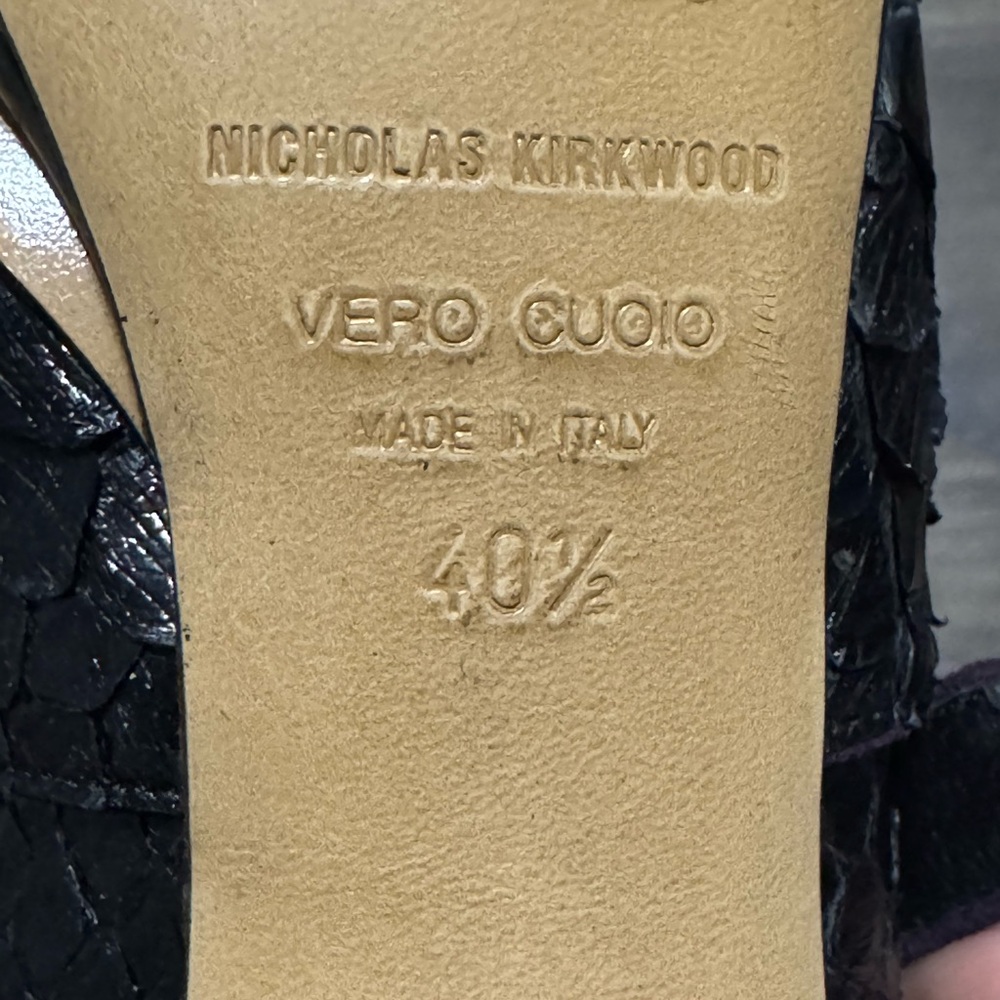 NICHOLAS KIRKWOOD
VERO CUOIO
MADE IN ITALY
40½